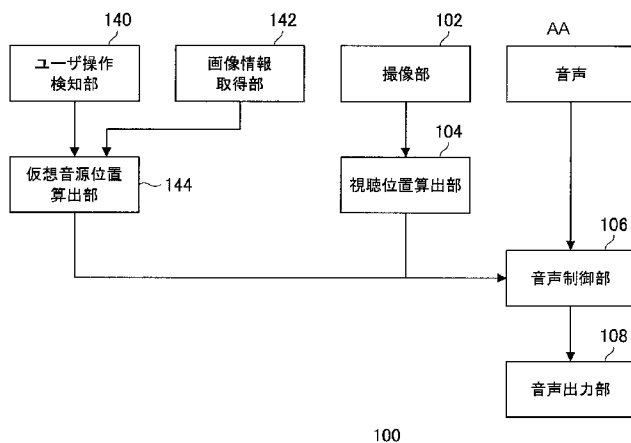 140
142
102
AA
ユーザ操作
検知部
画像情報
取得部
撮像部
音声
104
仮想音源位置
算出部
144
視聴位置算出部
106
音声制御部
108
音声出力部
100